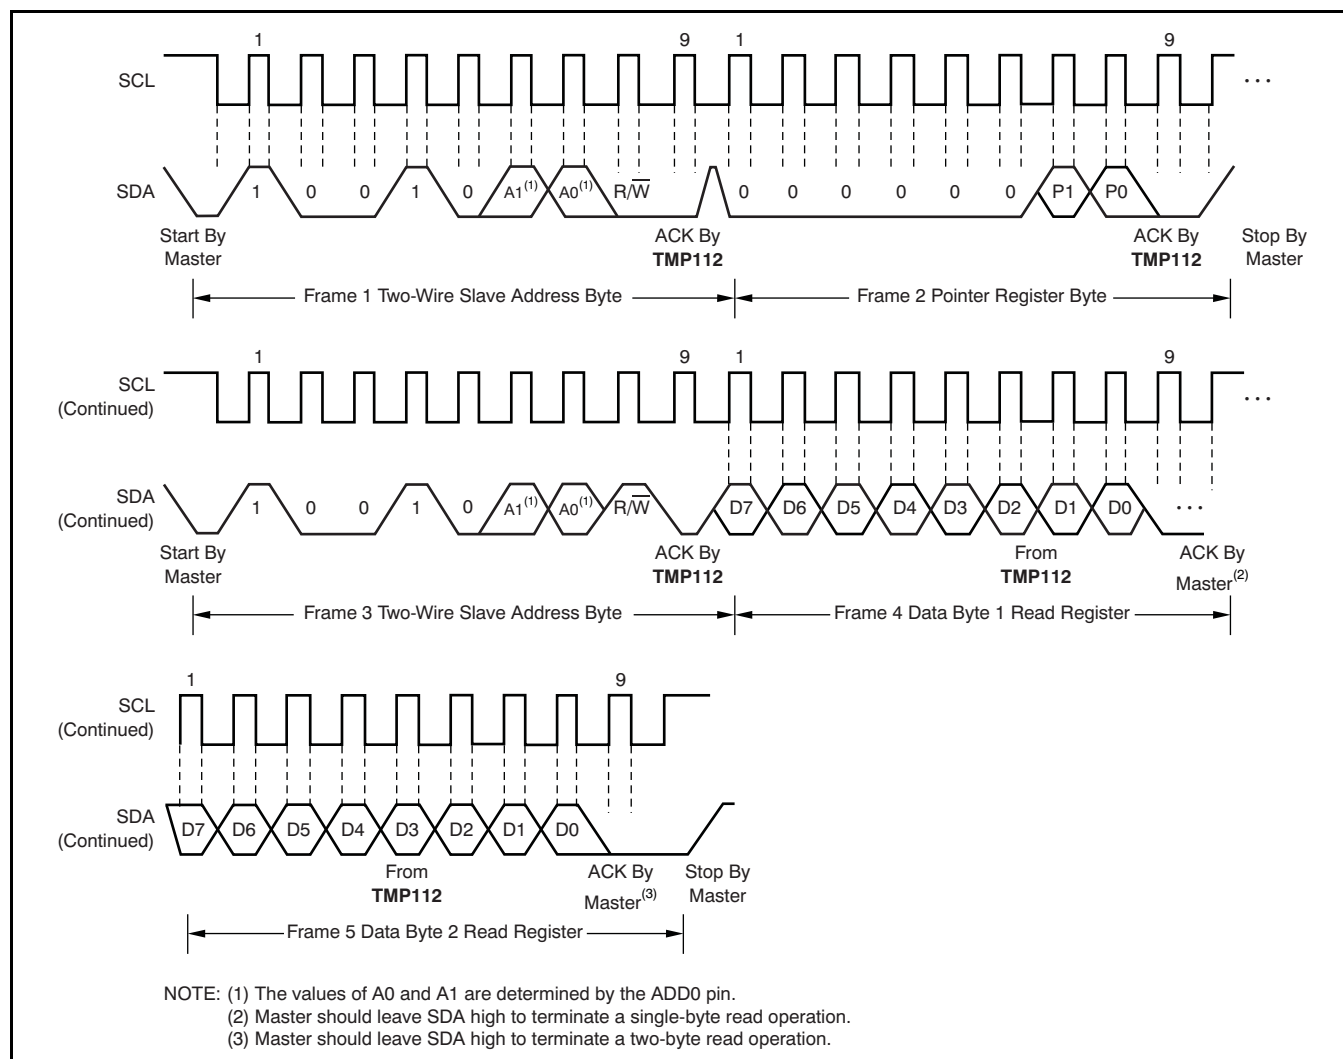 1 9 1 9
SCL
. . .
SDA
1 0 0 1 0 A1(1) A0(1) R/W̅ 0 0 0 0 0 0 P1 P0
Start By Master
ACK By TMP112
ACK By TMP112
Stop By Master
Frame 1 Two-Wire Slave Address Byte
Frame 2 Pointer Register Byte
1 9 1 9
SCL
(Continued)
. . .
SDA
(Continued)
1 0 0 1 0 A1(1) A0(1) R/W̅ D7 D6 D5 D4 D3 D2 D1 D0 . . .
Start By Master
ACK By TMP112
From TMP112
ACK By Master(2)
Frame 3 Two-Wire Slave Address Byte
Frame 4 Data Byte 1 Read Register
1 9
SCL
(Continued)
SDA
(Continued)
D7 D6 D5 D4 D3 D2 D1 D0
From TMP112
ACK By Master(3)
Stop By Master
Frame 5 Data Byte 2 Read Register
NOTE: (1) The values of A0 and A1 are determined by the ADD0 pin.
(2) Master should leave SDA high to terminate a single-byte read operation.
(3) Master should leave SDA high to terminate a two-byte read operation.